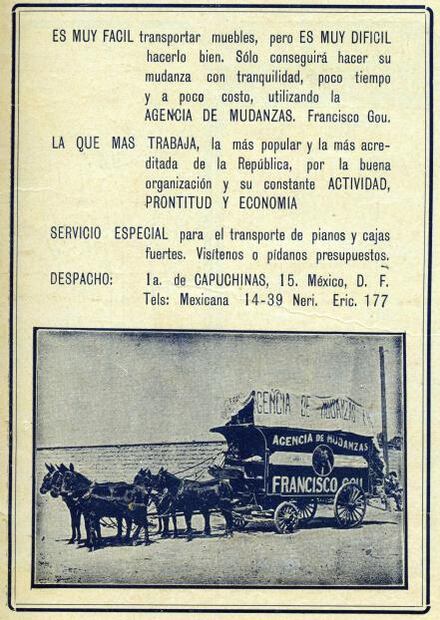 ES MUY FACIL transportar muebles, pero ES MUY DIFICIL
hacerlo bien. Sólo conseguirá hacer su
mudanza con tranquilidad, poco tiempo
y a poco costo, utilizando la
AGENCIA DE MUDANZAS. Francisco Gou.
LA QUE MAS TRABAJA, la más popular y la más acre-
ditada de la República, por la buena
organización y su constante ACTIVIDAD,
PRONTITUD Y ECONOMIA
SERVICIO ESPECIAL para el transporte de pianos y cajas
fuertes. Visítenos o pídanos presupuestos.
DESPACHO: 1a. de CAPUCHINAS, 15. México, D. F.
Tels: Mexicana 14-39 Neri. Eric. 177
AGENCIA DE MUDANZAS
AGENCIA DE MUDANZAS
FRANCISCO GOU.